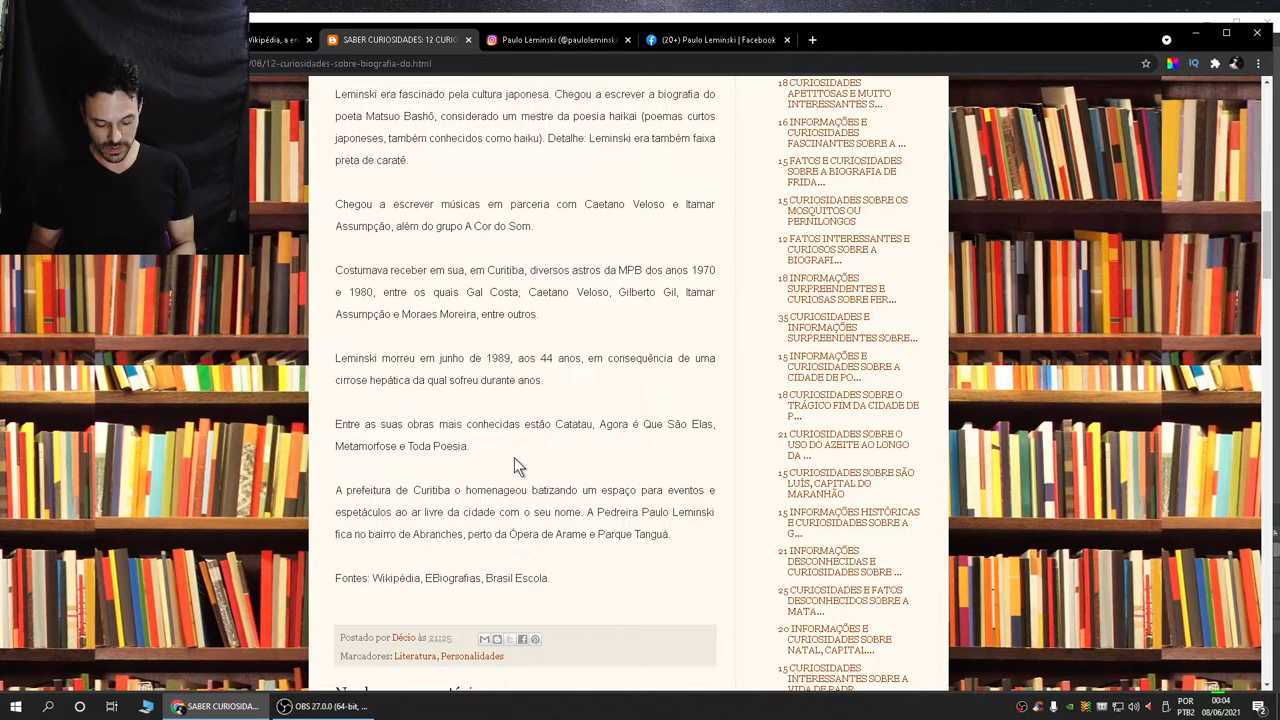 Vikipédia, a en
SABER CURIOSIDADES: 12 CURIO
Paulo Leminski (@pauloleminsk
(20+) Paulo Leminski | Facebook
/08/12-curiosidades-sobre-biografia-do.html
Leminski era fascinado pela cultura japonesa. Chegou a escrever a biografia do
poeta Matsuo Bashô, considerado um mestre da poesia haikai (poemas curtos
japoneses, também conhecidos como haiku). Detalhe: Leminski era também faixa
preta de caratê.
Chegou a escrever músicas em parceria com Caetano Veloso e Itamar
Assumpção, além do grupo A Cor do Som.
Costumava receber em sua, em Curitiba, diversos astros da MPB dos anos 1970
e 1980, entre os quais Gal Costa, Caetano Veloso, Gilberto Gil, Itamar
Assumpção e Moraes Moreira, entre outros.
Leminski morreu em junho de 1989, aos 44 anos, em consequência de uma
cirrose hepática da qual sofreu durante anos.
Entre as suas obras mais conhecidas estão Catatau, Agora é Que São Elas,
Metamorfose e Toda Poesia.
A prefeitura de Curitiba o homenageou batizando um espaço para eventos e
espetáculos ao ar livre da cidade com o seu nome. A Pedreira Paulo Leminski
fica no bairro de Abranches, perto da Ópera de Arame e Parque Tanguá.
Fontes: Wikipédia, EBiografias, Brasil Escola.
Postado por Décio às 21:25
Marcadores: Literatura, Personalidades
18 CURIOSIDADES
APETITOSAS E MUITO
INTERESSANTES S...
16 INFORMAÇÕES E
CURIOSIDADES
FASCINANTES SOBRE A ...
15 FATOS E CURIOSIDADES
SOBRE A BIOGRAFIA DE
FRIDA...
15 CURIOSIDADES SOBRE OS
MOSQUITOS OU
PERNILONGOS
12 FATOS INTERESSANTES E
CURIOSOS SOBRE A
BIOGRAFI...
18 INFORMAÇÕES
SURPREENDENTES E
CURIOSAS SOBRE FER...
35 CURIOSIDADES E
INFORMAÇÕES
SURPREENDENTES SOBRE...
15 INFORMAÇÕES E
CURIOSIDADES SOBRE A
CIDADE DE PO...
18 CURIOSIDADES SOBRE O
TRÁGICO FIM DA CIDADE DE
P...
21 CURIOSIDADES SOBRE O
USO DO AZEITE AO LONGO
DA ...
15 CURIOSIDADES SOBRE SÃO
LUÍS, CAPITAL DO
MARANHÃO
15 INFORMAÇÕES HISTÓRICAS
E CURIOSIDADES SOBRE A
G...
21 INFORMAÇÕES
DESCONHECIDAS E
CURIOSIDADES SOBRE ...
25 CURIOSIDADES E FATOS
DESCONHECIDOS SOBRE A
MATA...
20 INFORMAÇÕES E
CURIOSIDADES SOBRE
NATAL, CAPITAL...
15 CURIOSIDADES
INTERESSANTES SOBRE A
VIDA DE PADR
SABER CURIOSIDA...
OBS 27.0.0 (64-bit, ...
POR
PTB2
00:04
08/06/2021